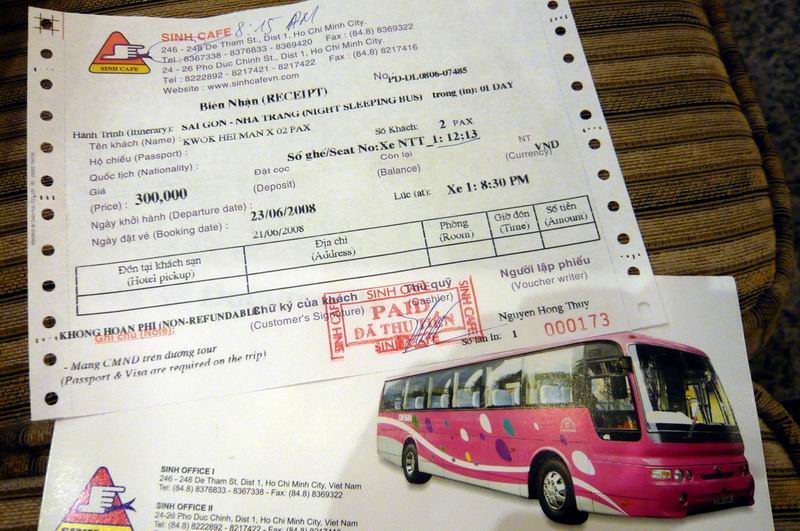 8:15 AM
SINH CAFE
246 - 248 De Tham St., Dist 1, Ho Chi Minh City.
Tel : 8367338 - 8376833 - 8369420 Fax : (84.8) 8369322
24 - 26 Pho Duc Chinh St., Dist 1, Ho Chi Minh City.
Tel : 8222892 - 8217421 - 8217422 Fax : (84.8) 8217416
Website : www.sinhcafevn.com
SINH CAFE
No PD-DL0806-07485
Biên Nhận (RECEIPT)
Hành Trình (Itinerary): SAI GON - NHA TRANG (NIGHT SLEEPING BUS) trong (in): 01 DAY
Tên khách (Name) : KWOK HEI MAN X 02 PAX Số Khách: 2 PAX
Hộ chiếu (Passport) : Số ghế/Seat No:Xe NTT_1: 12:13 NT VND
Quốc tịch (Nationality) : Đặt cọc Còn lại (Currency)
Giá (Deposit) (Balance)
(Price) : 300,000
Ngày khởi hành (Departure date) : 23/06/2008 Lúc (at): Xe 1: 8:30 PM
Ngày đặt vé (Booking date) : 21/06/2008
Đón tại khách sạn Địa chỉ Phòng Giờ đón Số tiền
(Hotel pickup) (Address) (Room) (Time) (Amount)
Chữ ký của khách Thủ quỹ Người lập phiếu
(Customer's Signature) (Cashier) (Voucher writer)
KHONG HOAN PHI (NON-REFUNDABLE)
Ghi chú (Note):
SINH CAFE
PAID
ĐÃ THU TIỀN
SINH CAFE
SINH CAFE
SINH CAFE
Nguyen Hong Thuy
Số lần In: 1 000173
- Mang CMND trên đường tour
(Passport & Visa are required on the trip)
SINH OFFICE I
246 - 248 De Tham St, Dist 1, Ho Chi Minh City, Viet Nam
Tel: (84.8) 8376833 - 8367338 - Fax: (84.8) 8369322
SINH OFFICE II
24-26 Pho Duc Chinh, Dist 1, Ho Chi Minh City, Viet Nam
Tel: (84.8) 8222892 - 8217421 - Fax: (84.8) 8217416
SINH CAFE